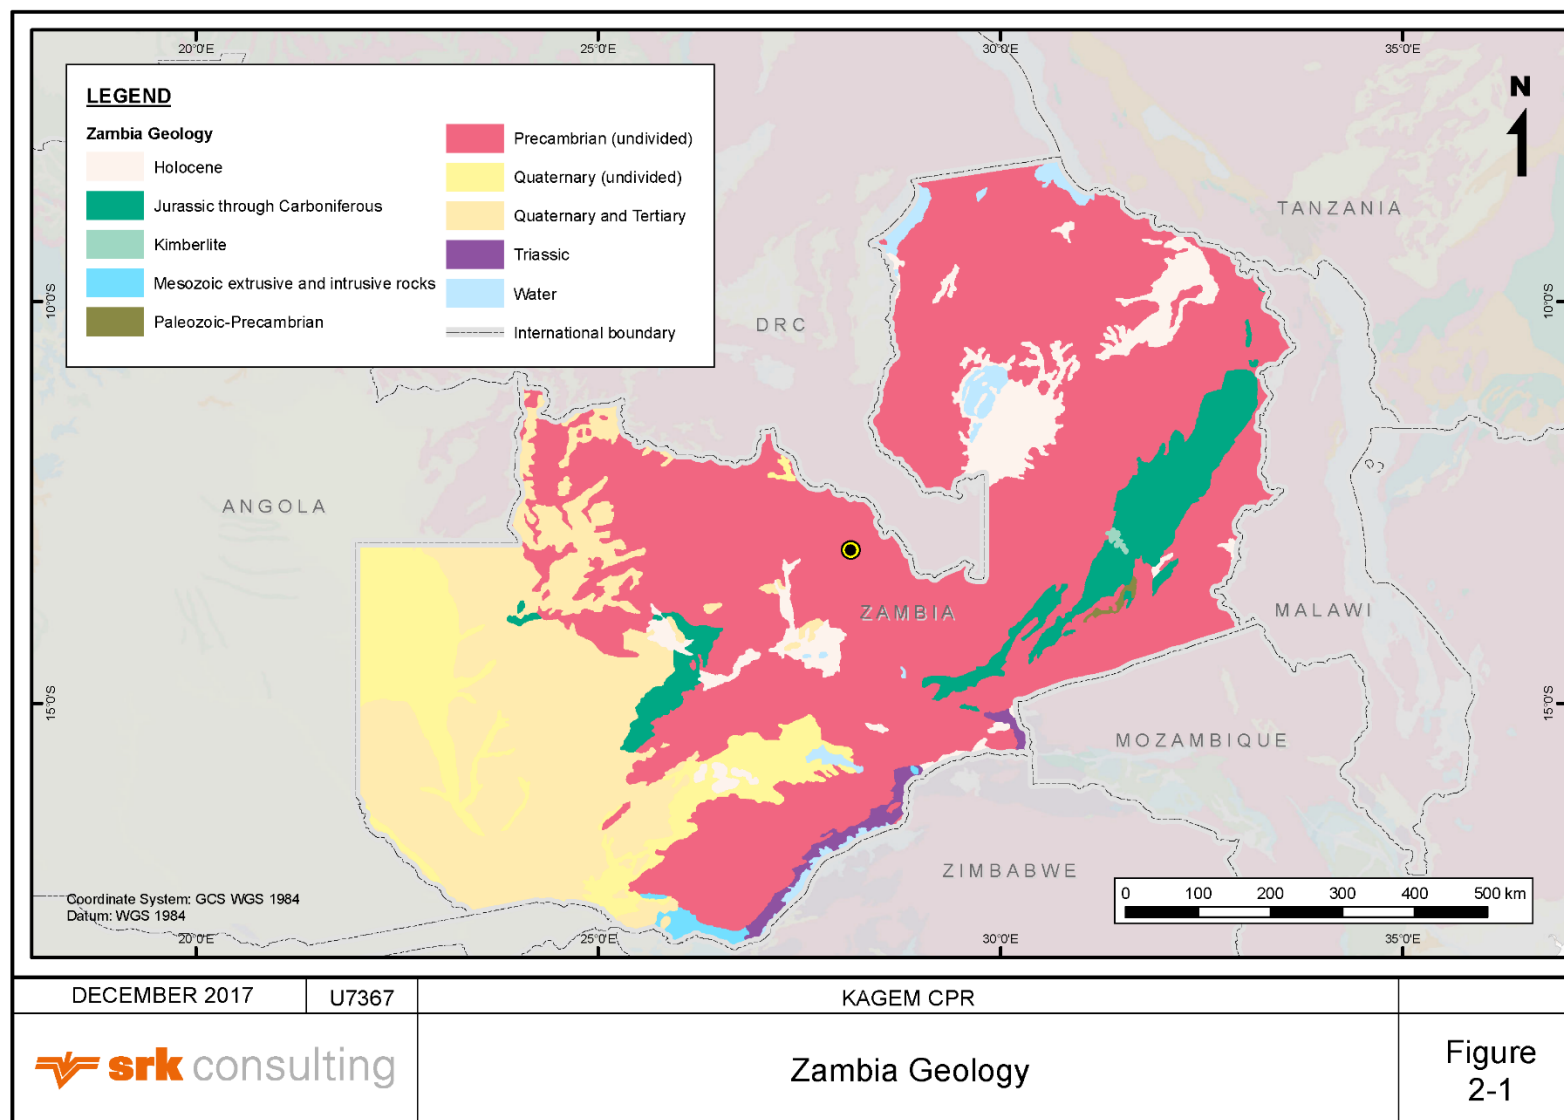 20°0'E 25°0'E 30°0'E 35°0'E
LEGEND
Zambia Geology
Holocene
Jurassic through Carboniferous
Kimberlite
Mesozoic extrusive and intrusive rocks
Paleozoic-Precambrian
Precambrian (undivided)
Quaternary (undivided)
Quaternary and Tertiary
Triassic
Water
International boundary
N
TANZANIA
10°0'S 10°0'S
DRC
ANGOLA
ZAMBIA
MALAWI
15°0'S 15°0'S
MOZAMBIQUE
ZIMBABWE
Coordinate System: GCS WGS 1984
Datum: WGS 1984
0 100 200 300 400 500 km
20°0'E 25°0'E 30°0'E 35°0'E
DECEMBER 2017 U7367 KAGEM CPR
srk consulting
Zambia Geology
Figure
2-1